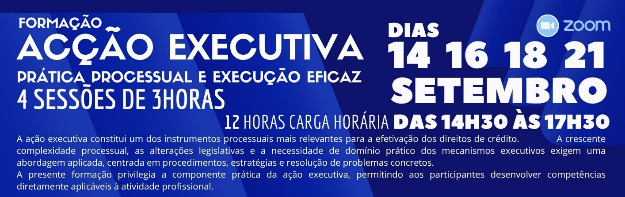 FORMAÇÃO
ACÇÃO EXECUTIVA
PRÁTICA PROCESSUAL E EXECUÇÃO EFICAZ
4 SESSÕES DE 3HORAS
DIAS
zoom
14 16 18 21
SETEMBRO
12 HORAS CARGA HORÁRIA DAS 14H30 ÀS 17H30
A ação executiva constitui um dos instrumentos processuais mais relevantes para a efetivação dos direitos de crédito. A crescente
complexidade processual, as alterações legislativas e a necessidade de domínio prático dos mecanismos executivos exigem uma
abordagem aplicada, centrada em procedimentos, estratégias e resolução de problemas concretos.
A presente formação privilegia a componente prática da ação executiva, permitindo aos participantes desenvolver competências
diretamente aplicáveis à atividade profissional.